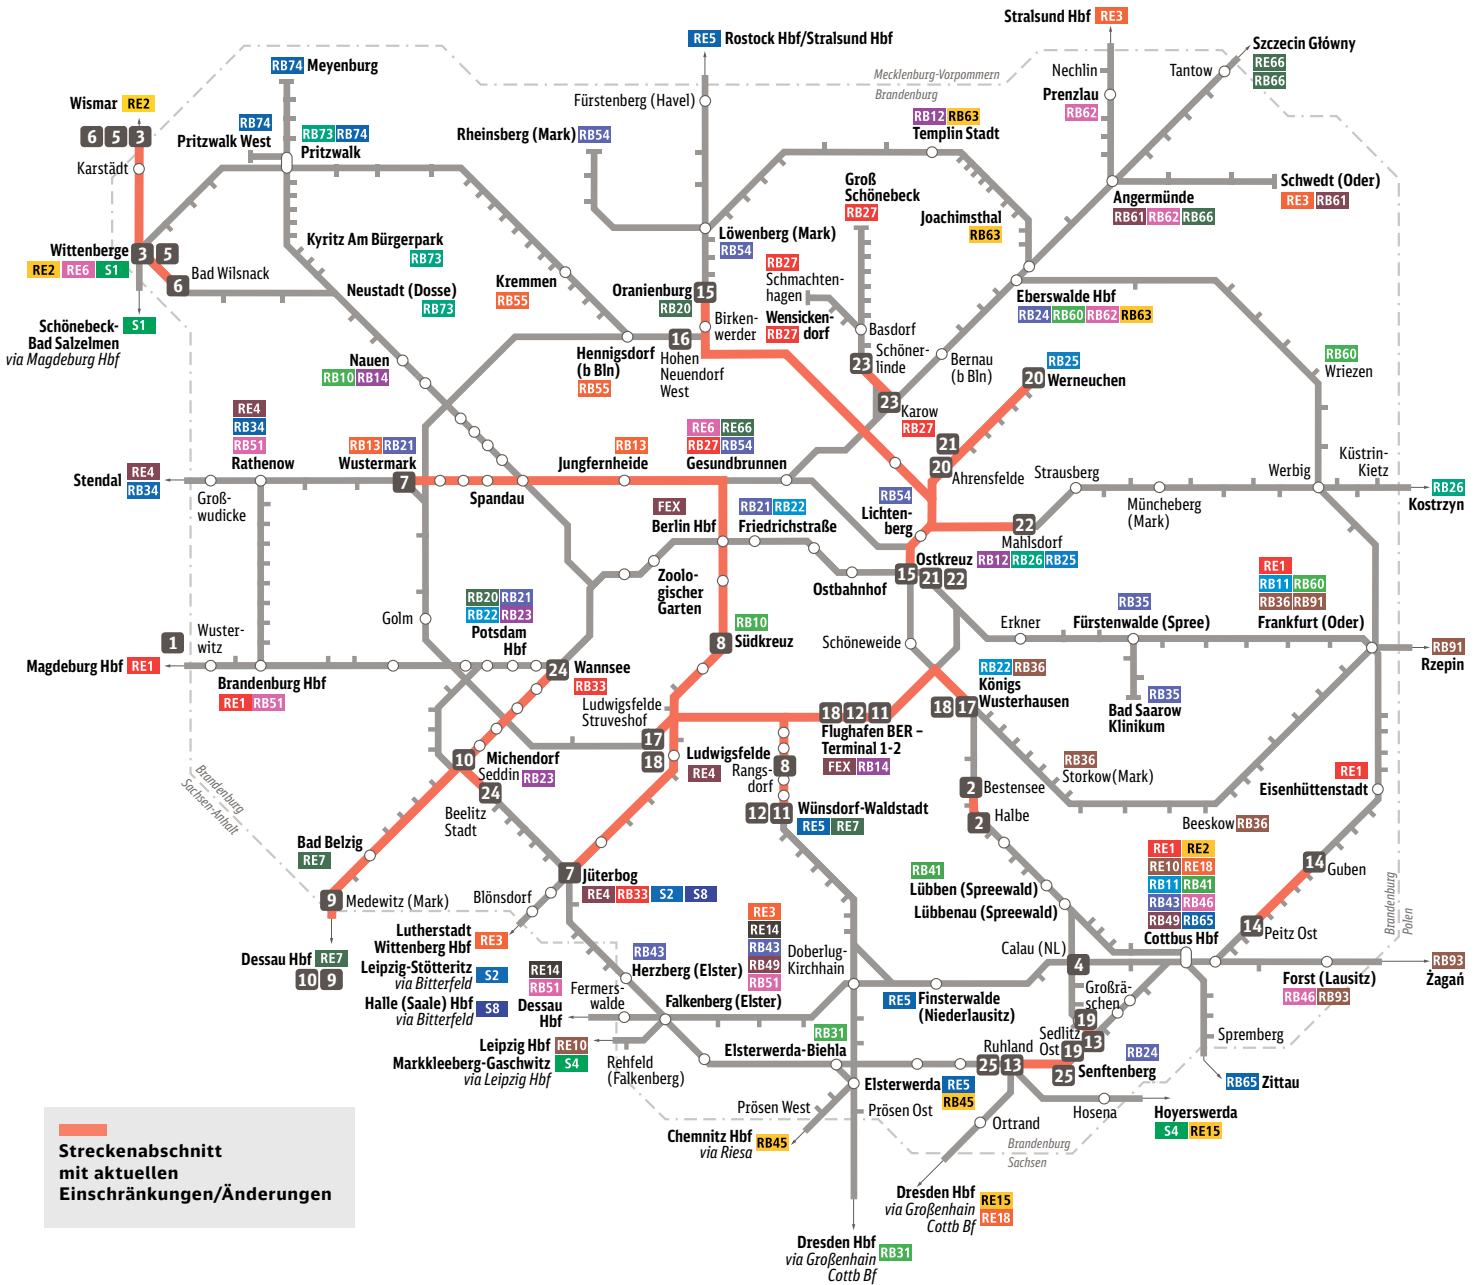 Stralsund Hbf RE3
RE5 Rostock Hbf/Stralsund Hbf
Szczecin Główny
RE66
RB66
Nechlin
Tantow
Mecklenburg-Vorpommern
Brandenburg
RB74 Meyenburg
Prenzlau
RB62
Wismar RE2
6 5 3
Fürstenberg (Havel)
RB74
Pritzwalk West
RB73 RB74
Pritzwalk
Rheinsberg (Mark) RB54
RB12 RB63
Templin Stadt
Karstädt
Groß
Schönebeck
RB27
Schwedt (Oder)
RE3 RB61
Angermünde
RB61 RB62 RB66
Joachimsthal
RB63
Wittenberge 3 5
RE2 RE6 S1
Bad Wilsnack
6
Kyritz Am Bürgerpark
RB73
Löwenberg (Mark)
RB54
RB27
Schmachten-
hagen
Kremmen
RB55
Oranienburg 15
RB20
Neustadt (Dosse)
RB73
Eberswalde Hbf
RB24 RB60 RB62 RB63
Schönebeck-
Bad Salzelmen
via Magdeburg Hbf
S1
Birken-
werder
Wensicken-
dorf
RB27
Basdorf
Schöner-
linde
23
16
Hohen
Neuendorf
West
Hennigsdorf
(b Bln)
RB55
Bernau
(b Bln)
Nauen
RB10 RB14
RB25
20 Werneuchen
RB60
Wriezen
23
Karow
RB27
RE4
RB34
RB51
Rathenow
RB13 RB21
Wustermark
7
RB13
Jungfernheide
RE6 RE66
RB27 RB54
Gesundbrunnen
21
20
Ahrensfelde
Strausberg
Werbig
Küstrin-
Kietz
Stendal RE4
RB34
Groß-
wudicke
Spandau
RB54
Lichten-
berg
Müncheberg
(Mark)
RB26
Kostrzyn
FEX
Berlin Hbf
RB21 RB22
Friedrichstraße
22
Mahlsdorf
RB12 RB26 RB25
Ostkreuz
15 21 22
Zoolo-
gischer
Garten
Ostbahnhof
RE1
RB11 RB60
RB36 RB91
Frankfurt (Oder)
Golm
RB20 RB21
RB22 RB23
Potsdam
Hbf
RB10
8 Südkreuz
Schöneweide
Erkner
RB35
Fürstenwalde (Spree)
1
Wuster-
witz
Magdeburg Hbf RE1
RB91
Rzepin
24 Wannsee
RB33
Brandenburg Hbf
RE1 RB51
RB22 RB36
Königs
Wusterhausen
18 17
RB35
Bad Saarow
Klinikum
Ludwigsfelde
Struveshof
17
18
18 12 11
Flughafen BER –
Terminal 1-2
FEX RB14
10 Michendorf
Seddin RB23
24
Beelitz
Stadt
Ludwigsfelde
RE4
Rangs-
dorf
8
RB36
Storkow (Mark)
RE1
Eisenhüttenstadt
Brandenburg
Sachsen-Anhalt
2 Bestensee
2 Halbe
12 11 Wünsdorf-Waldstadt
RE5 RE7
Beeskow RB36
Bad Belzig
RE7
9 Medewitz (Mark)
7 Jüterbog
RE4 RB33 S2 S8
Blönsdorf
RB41
Lübben (Spreewald)
Lübbenau (Spreewald)
RE1 RE2
RE10 RE18
RB11 RB41
RB43 RB46
RB49 RB65
Cottbus Hbf
14
Guben
14
Peitz Ost
Brandenburg
Polen
Lutherstadt
Wittenberg Hbf RE3
Dessau Hbf RE7
10 9
Leipzig-Stötteritz
via Bitterfeld
S2
Halle (Saale) Hbf
via Bitterfeld
S8
RE14
RB51
Dessau
Hbf
Fermers-
walde
RB43
Herzberg (Elster)
RE3
RE14
RB43
RB49
RB51
Falkenberg (Elster)
Doberlug-
Kirchhain
Calau (NL)
4
Großrä-
schen
19
RE5 Finsterwalde
(Niederlausitz)
Forst (Lausitz)
RB46 RB93
RB93
Żagań
Leipzig Hbf RE10
Markkleeberg-Gaschwitz
via Leipzig Hbf
S4
Rehfeld
(Falkenberg)
RB31
Elsterwerda-Biehla
Ruhland
25 13
Sedlitz
Ost
19 13
25
RB24
Senftenberg
Spremberg
RB65 Zittau
Elsterwerda RE5
RB45
Prösen West
Prösen Ost
Hosena
Hoyerswerda
S4 RE15
Ortrand
Chemnitz Hbf
via Riesa
RB45
Brandenburg
Sachsen
Streckenabschnitt
mit aktuellen
Einschränkungen/Änderungen
Dresden Hbf
via Großenhain
Cottb Bf
RE15
RE18
Dresden Hbf
via Großenhain
Cottb Bf
RB31